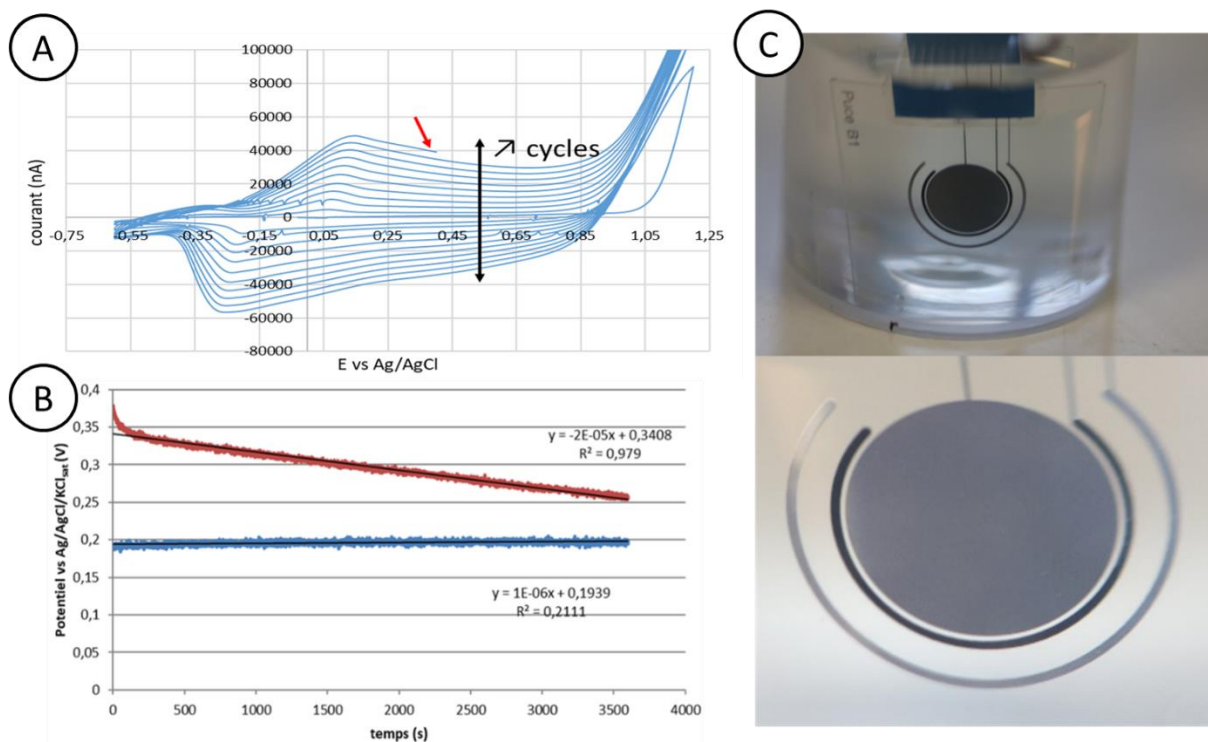 A
100000
80000
60000
40000
20000
0
-20000
-40000
-60000
-80000
-0,75
-0,55
-0,35
-0,15
0,05
0,25
0,45
0,65
0,85
1,05
1,25
courant (nA)
E vs Ag/AgCl
↗ cycles
B
0,4
0,35
0,3
0,25
0,2
0,15
0,1
0,05
0
0
500
1000
1500
2000
2500
3000
3500
4000
Potentiel vs Ag/AgCl/KCl sat (V)
temps (s)
y = -2E-05x + 0,3408
R² = 0,979
y = 1E-06x + 0,1939
R² = 0,2111
C
Puce B1
r